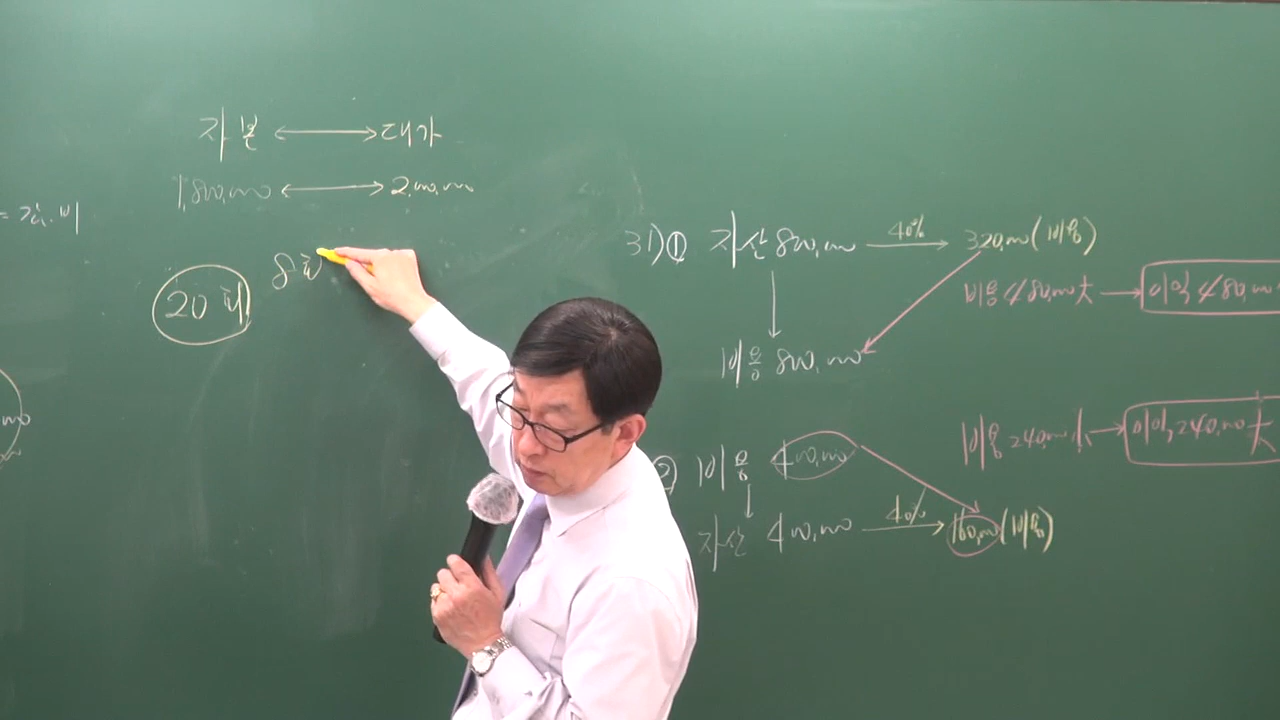 자본 ←→ 대가
1,800,000 ←→ 2,000,000
20회
8회
31) ① 자산 800,000 → 40% 320,000 (비용)
비용 480,000 大 → 이익 480,000
↓
비용 800,000
비용 240,000 小 → 이익 240,000 大
② 비용 400,000
↓
자산 400,000 → 40% 160,000 (비용)